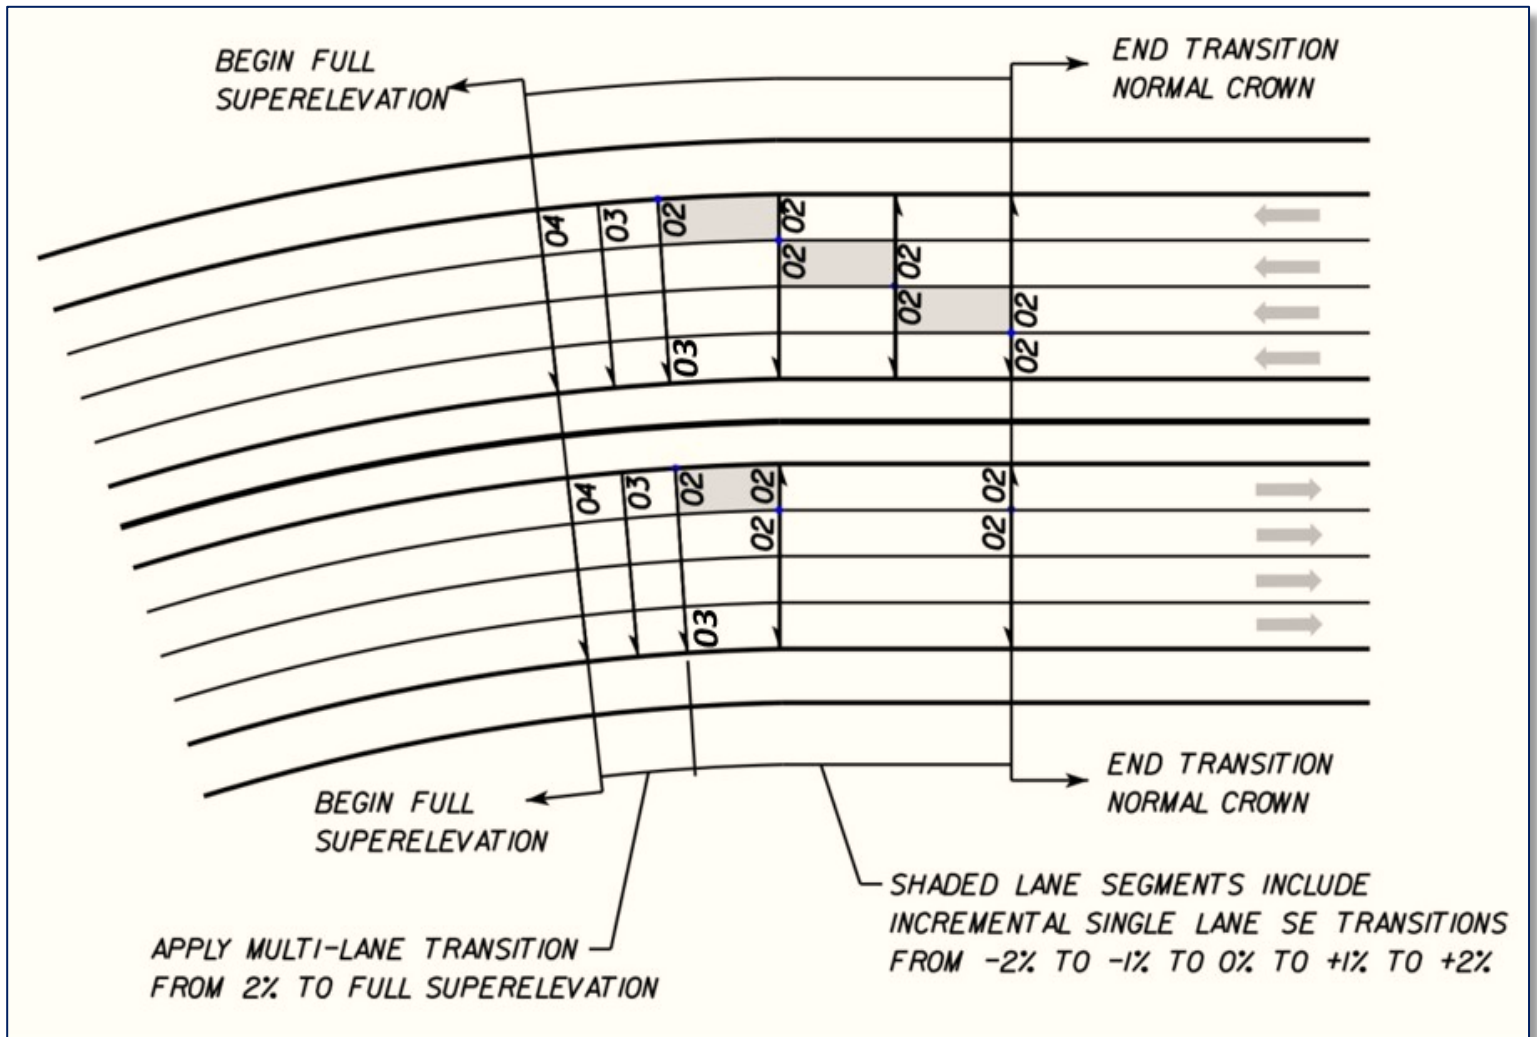 BEGIN FULL
SUPERELEVATION
END TRANSITION
NORMAL CROWN
04
03
02
02
02
02
02
02
02
03
04
03
02
02
02
02
02
03
BEGIN FULL
SUPERELEVATION
END TRANSITION
NORMAL CROWN
SHADED LANE SEGMENTS INCLUDE
INCREMENTAL SINGLE LANE SE TRANSITIONS
FROM -2% TO -1% TO 0% TO +1% TO +2%
APPLY MULTI-LANE TRANSITION
FROM 2% TO FULL SUPERELEVATION